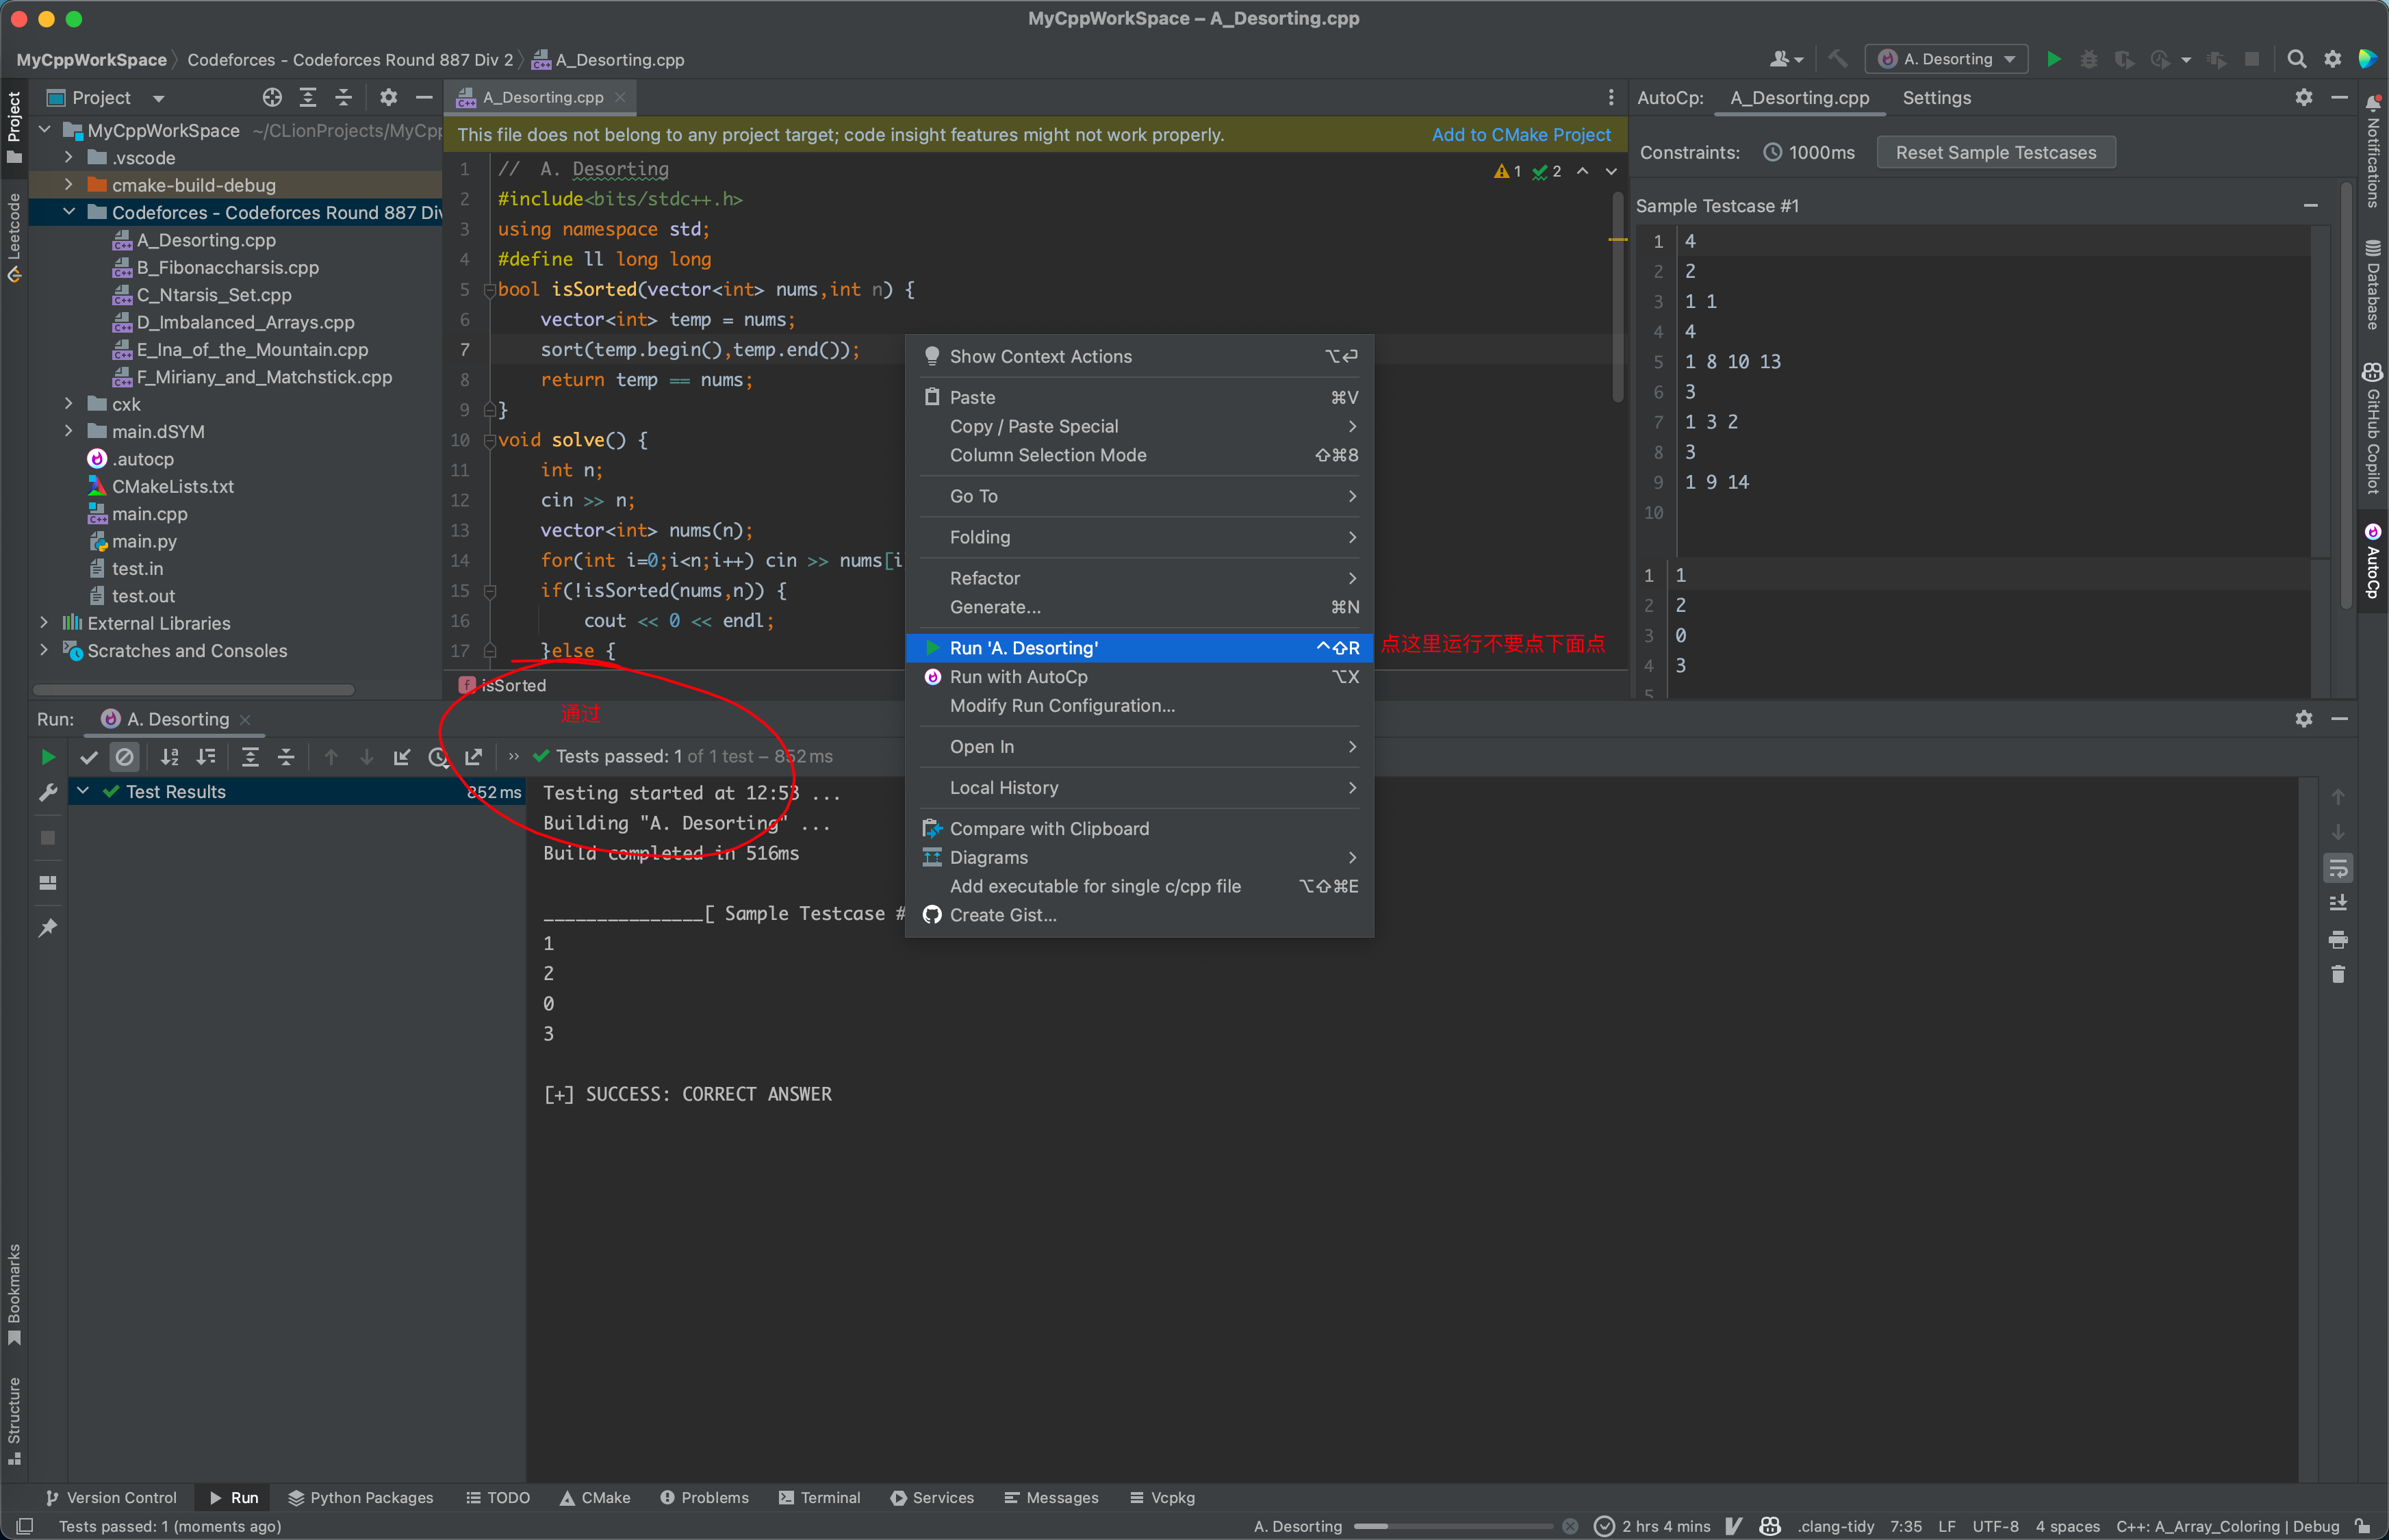 MyCppWorkSpace – A_Desorting.cpp
MyCppWorkSpace Codeforces - Codeforces Round 887 Div 2 A_Desorting.cpp
A. Desorting
Project
A_Desorting.cpp
AutoCp: A_Desorting.cpp Settings
This file does not belong to any project target; code insight features might not work properly. Add to CMake Project
Constraints: 1000ms Reset Sample Testcases
Project
Leetcode
Bookmarks
Structure
MyCppWorkSpace ~/CLionProjects/MyCpp
.vscode
cmake-build-debug
Codeforces - Codeforces Round 887 Div
A_Desorting.cpp
B_Fibonaccharsis.cpp
C_Ntarsis_Set.cpp
D_Imbalanced_Arrays.cpp
E_Ina_of_the_Mountain.cpp
F_Miriany_and_Matchstick.cpp
cxk
main.dSYM
.autocp
CMakeLists.txt
main.cpp
main.py
test.in
test.out
External Libraries
Scratches and Consoles
1 //  A. Desorting
1 2
2 #include<bits/stdc++.h>
3 using namespace std;
4 #define ll long long
5 bool isSorted(vector<int> nums,int n) {
6 vector<int> temp = nums;
7 sort(temp.begin(),temp.end());
8 return temp == nums;
9 }
10 void solve() {
11 int n;
12 cin >> n;
13 vector<int> nums(n);
14 for(int i=0;i<n;i++) cin >> nums[i
15 if(!isSorted(nums,n)) {
16 cout << 0 << endl;
17 }else {
isSorted
Show Context Actions ⌥⏎
Paste ⌘V
Copy / Paste Special
Column Selection Mode ⇧⌘8
Go To
Folding
Refactor
Generate... ⌘N
Run 'A. Desorting' ^⇧R
点这里运行不要点下面点
Run with AutoCp ⌥X
Modify Run Configuration...
Open In
Local History
Compare with Clipboard
Diagrams
Add executable for single c/cpp file ⌥⇧⌘E
Create Gist...
Sample Testcase #1
1 4
2 2
3 1 1
4 4
5 1 8 10 13
6 3
7 1 3 2
8 3
9 1 9 14
10
1 1
2 2
3 0
4 3
5
Notifications
Database
GitHub Copilot
AutoCp
Run: A. Desorting
通过
Tests passed: 1 of 1 test – 852 ms
Test Results 852 ms
Testing started at 12:53 ...
Building "A. Desorting" ...
Build completed in 516ms
_______________[ Sample Testcase #
1
2
0
3
[+] SUCCESS: CORRECT ANSWER
Version Control Run Python Packages TODO CMake Problems Terminal Services Messages Vcpkg
Tests passed: 1 (moments ago) A. Desorting 2 hrs 4 mins .clang-tidy 7:35 LF UTF-8 4 spaces C++: A_Array_Coloring | Debug